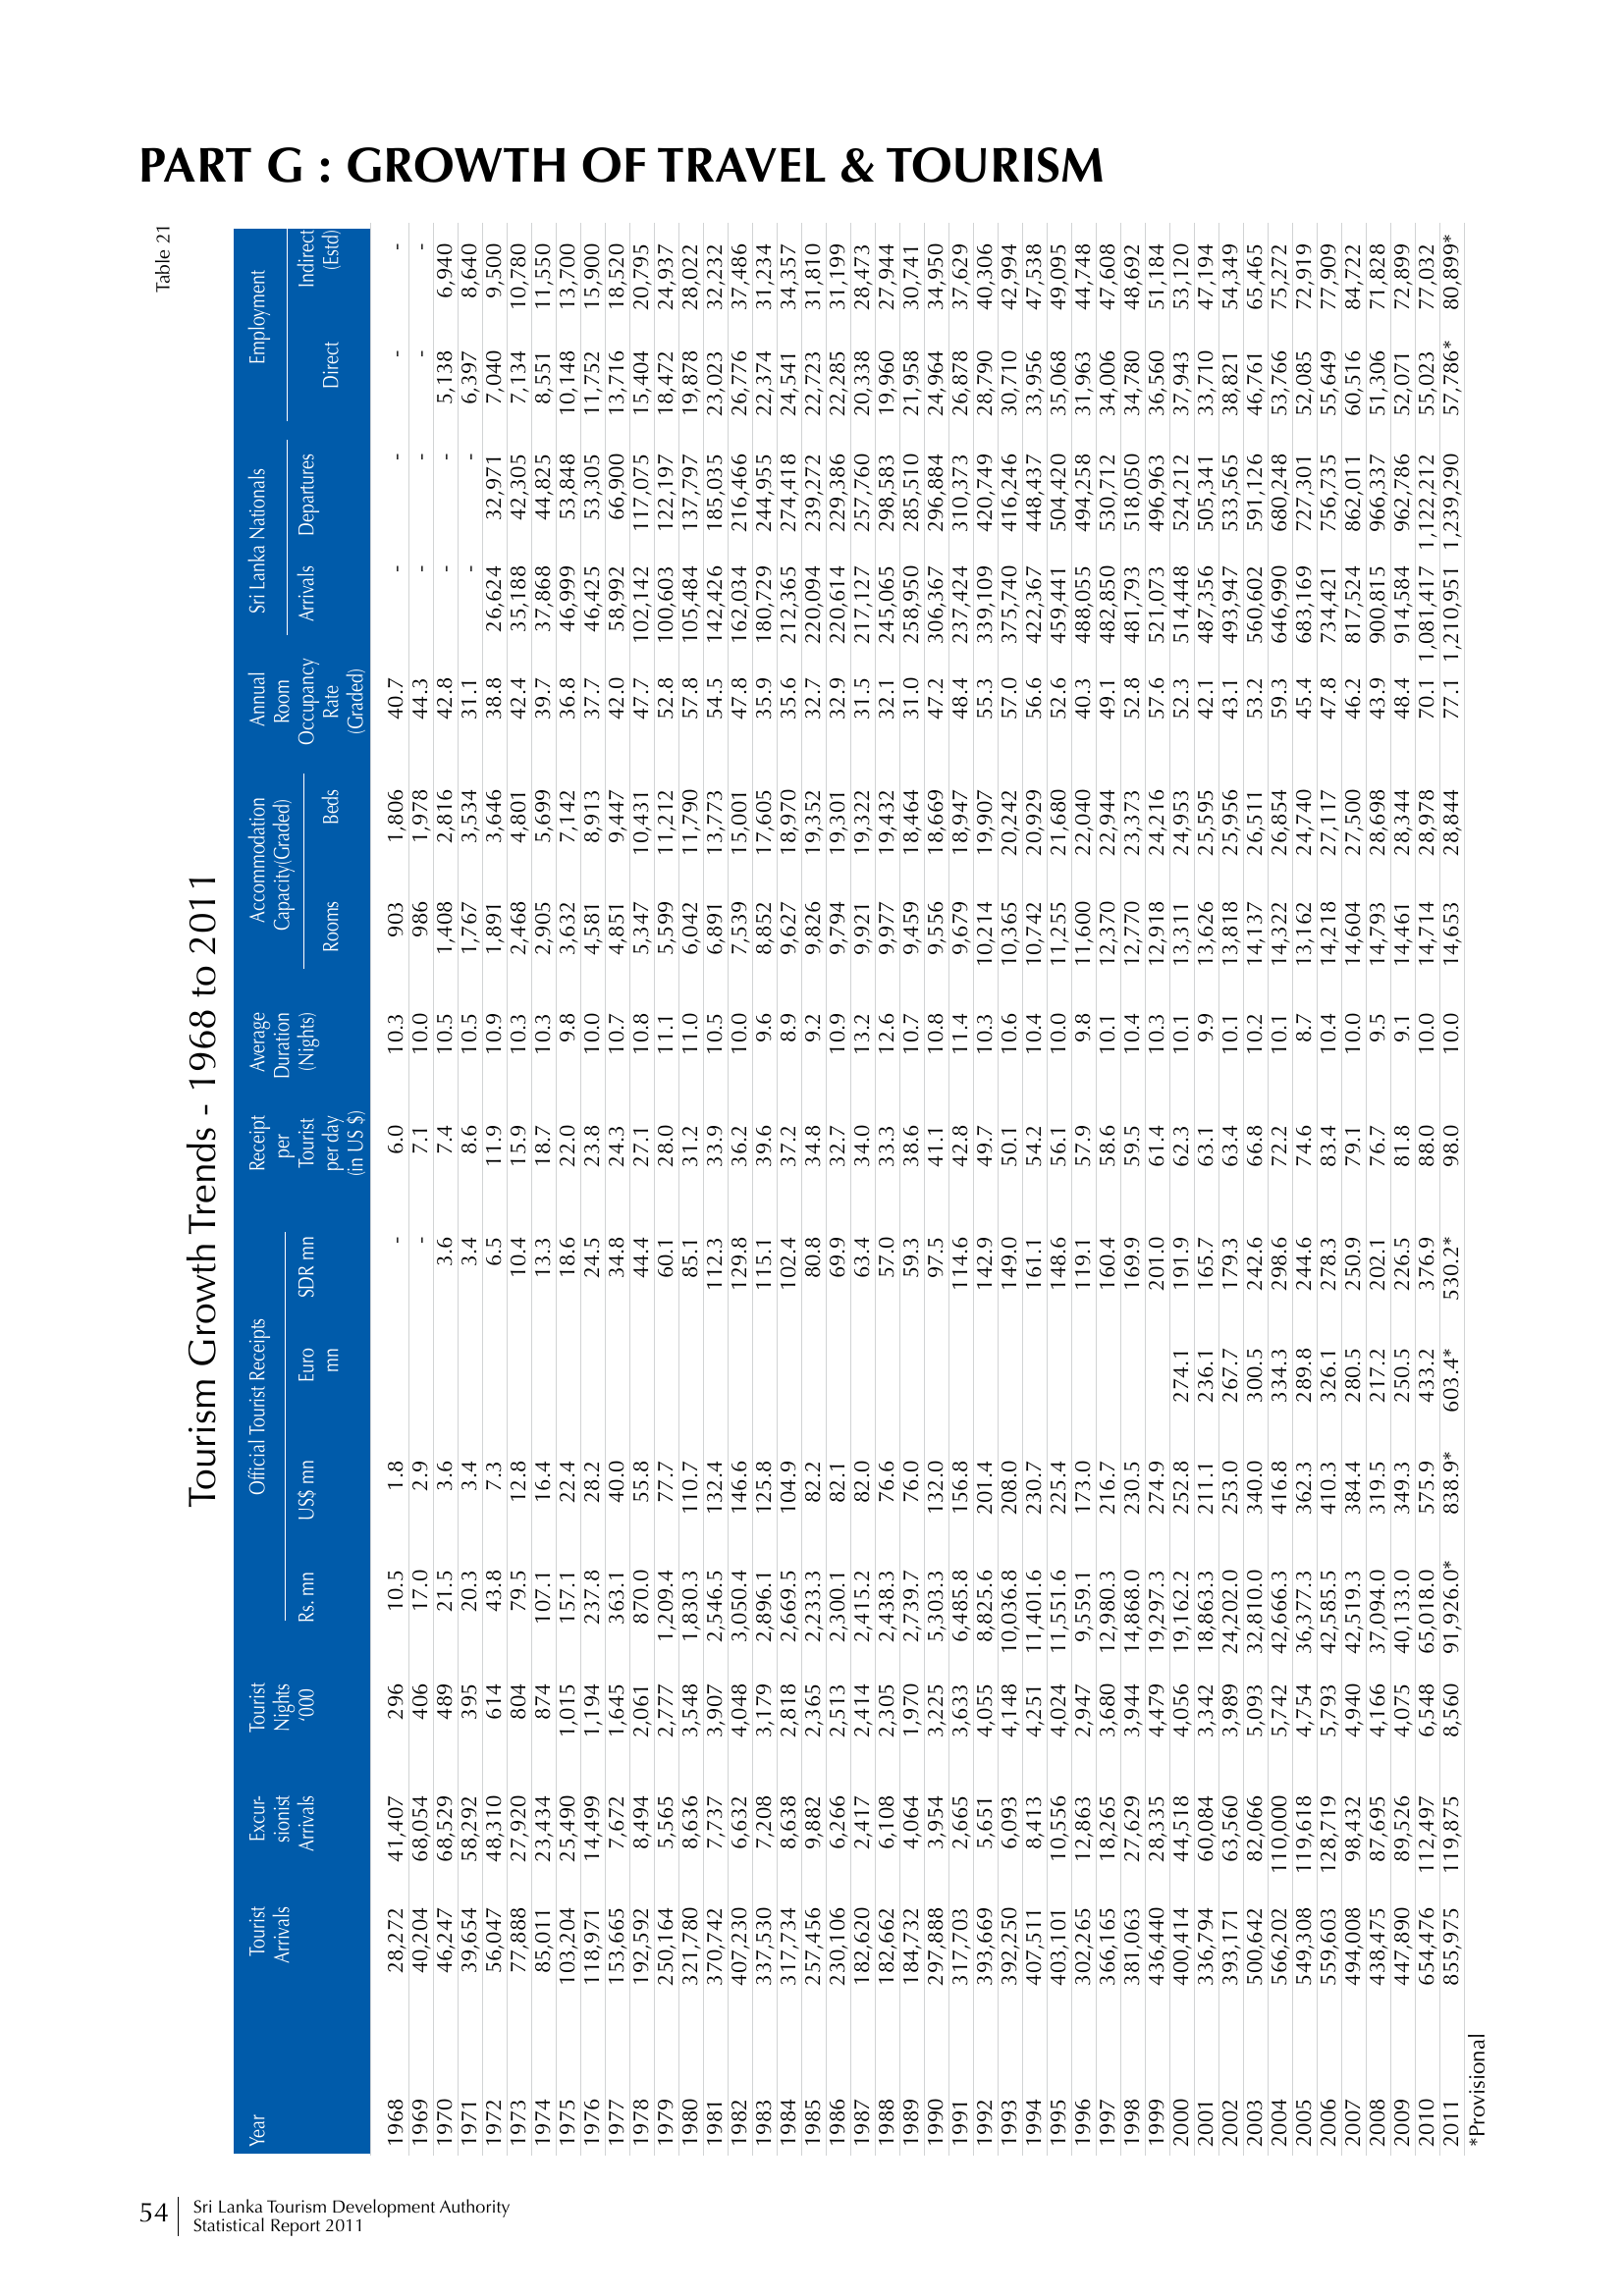 PART G : GROWTH OF TRAVEL & TOURISM
Table 21
Tourism Growth Trends - 1968 to 2011
Year Tourist Arrivals Excur-sionist Arrivals Tourist Nights ‘000 Official Tourist Receipts Rs. mn US$ mn Euro mn SDR mn Receipt per Tourist per day (in US $) Average Duration (Nights) Accommodation Capacity(Graded) Rooms Beds Annual Room Occupancy Rate (Graded) Sri Lanka Nationals Arrivals Departures Employment Direct Indirect (Estd)
1968 28,272 41,407 296 10.5 1.8 - 6.0 10.3 903 1,806 40.7 - - - -
1969 40,204 68,054 406 17.0 2.9 - 7.1 10.0 986 1,978 44.3 - - - -
1970 46,247 68,529 489 21.5 3.6 3.6 7.4 10.5 1,408 2,816 42.8 - - 5,138 6,940
1971 39,654 58,292 395 20.3 3.4 3.4 8.6 10.5 1,767 3,534 31.1 - - 6,397 8,640
1972 56,047 48,310 614 43.8 7.3 6.5 11.9 10.9 1,891 3,646 38.8 26,624 32,971 7,040 9,500
1973 77,888 27,920 804 79.5 12.8 10.4 15.9 10.3 2,468 4,801 42.4 35,188 42,305 7,134 10,780
1974 85,011 23,434 874 107.1 16.4 13.3 18.7 10.3 2,905 5,699 39.7 37,868 44,825 8,551 11,550
1975 103,204 25,490 1,015 157.1 22.4 18.6 22.0 9.8 3,632 7,142 36.8 46,999 53,848 10,148 13,700
1976 118,971 14,499 1,194 237.8 28.2 24.5 23.8 10.0 4,581 8,913 37.7 46,425 53,305 11,752 15,900
1977 153,665 7,672 1,645 363.1 40.0 34.8 24.3 10.7 4,851 9,447 42.0 58,992 66,900 13,716 18,520
1978 192,592 8,494 2,061 870.0 55.8 44.4 27.1 10.8 5,347 10,431 47.7 102,142 117,075 15,404 20,795
1979 250,164 5,565 2,777 1,209.4 77.7 60.1 28.0 11.1 5,599 11,212 52.8 100,603 122,197 18,472 24,937
1980 321,780 8,636 3,548 1,830.3 110.7 85.1 31.2 11.0 6,042 11,790 57.8 105,484 137,797 19,878 28,022
1981 370,742 7,737 3,907 2,546.5 132.4 112.3 33.9 10.5 6,891 13,773 54.5 142,426 185,035 23,023 32,232
1982 407,230 6,632 4,048 3,050.4 146.6 129.8 36.2 10.0 7,539 15,001 47.8 162,034 216,466 26,776 37,486
1983 337,530 7,208 3,179 2,896.1 125.8 115.1 39.6 9.6 8,852 17,605 35.9 180,729 244,955 22,374 31,234
1984 317,734 8,638 2,818 2,669.5 104.9 102.4 37.2 8.9 9,627 18,970 35.6 212,365 274,418 24,541 34,357
1985 257,456 9,882 2,365 2,233.3 82.2 80.8 34.8 9.2 9,826 19,352 32.7 220,094 239,272 22,723 31,810
1986 230,106 6,266 2,513 2,300.1 82.1 69.9 32.7 10.9 9,794 19,301 32.9 220,614 229,386 22,285 31,199
1987 182,620 2,417 2,414 2,415.2 82.0 63.4 34.0 13.2 9,921 19,322 31.5 217,127 257,760 20,338 28,473
1988 182,662 6,108 2,305 2,438.3 76.6 57.0 33.3 12.6 9,977 19,432 32.1 245,065 298,583 19,960 27,944
1989 184,732 4,064 1,970 2,739.7 76.0 59.3 38.6 10.7 9,459 18,464 31.0 258,950 285,510 21,958 30,741
1990 297,888 3,954 3,225 5,303.3 132.0 97.5 41.1 10.8 9,556 18,669 47.2 306,367 296,884 24,964 34,950
1991 317,703 2,665 3,633 6,485.8 156.8 114.6 42.8 11.4 9,679 18,947 48.4 237,424 310,373 26,878 37,629
1992 393,669 5,651 4,055 8,825.6 201.4 142.9 49.7 10.3 10,214 19,907 55.3 339,109 420,749 28,790 40,306
1993 392,250 6,093 4,148 10,036.8 208.0 149.0 50.1 10.6 10,365 20,242 57.0 375,740 416,246 30,710 42,994
1994 407,511 8,413 4,251 11,401.6 230.7 161.1 54.2 10.4 10,742 20,929 56.6 422,367 448,437 33,956 47,538
1995 403,101 10,556 4,024 11,551.6 225.4 148.6 56.1 10.0 11,255 21,680 52.6 459,441 504,420 35,068 49,095
1996 302,265 12,863 2,947 9,559.1 173.0 119.1 57.9 9.8 11,600 22,040 40.3 488,055 494,258 31,963 44,748
1997 366,165 18,265 3,680 12,980.3 216.7 160.4 58.6 10.1 12,370 22,944 49.1 482,850 530,712 34,006 47,608
1998 381,063 27,629 3,944 14,868.0 230.5 169.9 59.5 10.4 12,770 23,373 52.8 481,793 518,050 34,780 48,692
1999 436,440 28,335 4,479 19,297.3 274.9 201.0 61.4 10.3 12,918 24,216 57.6 521,073 496,963 36,560 51,184
2000 400,414 44,518 4,056 19,162.2 252.8 274.1 191.9 62.3 10.1 13,311 24,953 52.3 514,448 524,212 37,943 53,120
2001 336,794 60,084 3,342 18,863.3 211.1 236.1 165.7 63.1 9.9 13,626 25,595 42.1 487,356 505,341 33,710 47,194
2002 393,171 63,560 3,989 24,202.0 253.0 267.7 179.3 63.4 10.1 13,818 25,956 43.1 493,947 533,565 38,821 54,349
2003 500,642 82,066 5,093 32,810.0 340.0 300.5 242.6 66.8 10.2 14,137 26,511 53.2 560,602 591,126 46,761 65,465
2004 566,202 110,000 5,742 42,666.3 416.8 334.3 298.6 72.2 10.1 14,322 26,854 59.3 646,990 680,248 53,766 75,272
2005 549,308 119,618 4,754 36,377.3 362.3 289.8 244.6 74.6 8.7 13,162 24,740 45.4 683,169 727,301 52,085 72,919
2006 559,603 128,719 5,793 42,585.5 410.3 326.1 278.3 83.4 10.4 14,218 27,117 47.8 734,421 756,735 55,649 77,909
2007 494,008 98,432 4,940 42,519.3 384.4 280.5 250.9 79.1 10.0 14,604 27,500 46.2 817,524 862,011 60,516 84,722
2008 438,475 87,695 4,166 37,094.0 319.5 217.2 202.1 76.7 9.5 14,793 28,698 43.9 900,815 966,337 51,306 71,828
2009 447,890 89,526 4,075 40,133.0 349.3 250.5 226.5 81.8 9.1 14,461 28,344 48.4 914,584 962,786 52,071 72,899
2010 654,476 112,497 6,548 65,018.0 575.9 433.2 376.9 88.0 10.0 14,714 28,978 70.1 1,081,417 1,122,212 55,023 77,032
2011 855,975 119,875 8,560 91,926.0* 838.9* 603.4* 530.2* 98.0 10.0 14,653 28,844 77.1 1,210,951 1,239,290 57,786* 80,899*
*Provisional
54
Sri Lanka Tourism Development Authority
Statistical Report 2011